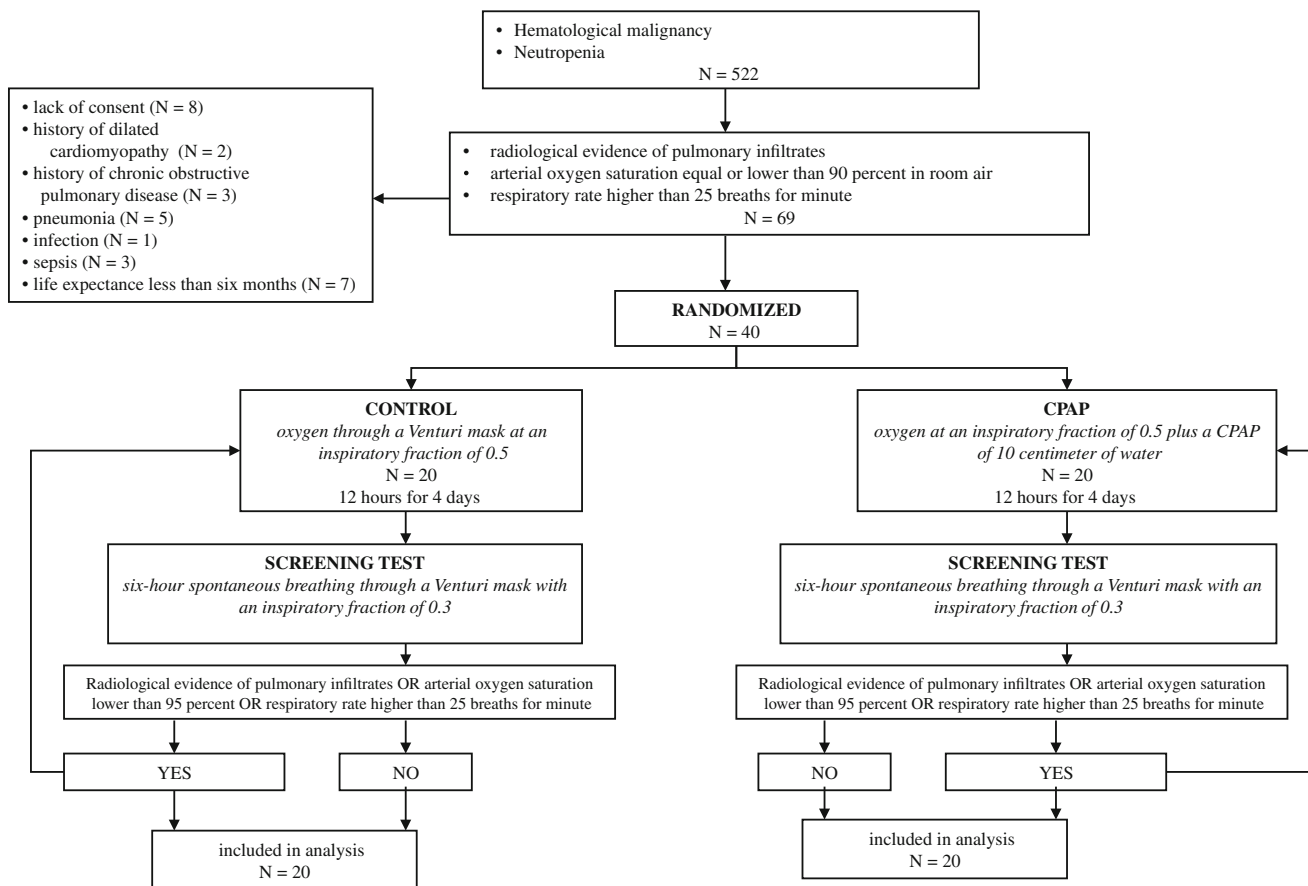 • Hematological malignancy
• Neutropenia
N = 522
• lack of consent (N = 8)
• history of dilated
cardiomyopathy (N = 2)
• history of chronic obstructive
pulmonary disease (N = 3)
• pneumonia (N = 5)
• infection (N = 1)
• sepsis (N = 3)
• life expectance less than six months (N = 7)
• radiological evidence of pulmonary infiltrates
• arterial oxygen saturation equal or lower than 90 percent in room air
• respiratory rate higher than 25 breaths for minute
N = 69
RANDOMIZED
N = 40
CONTROL
oxygen through a Venturi mask at an
inspiratory fraction of 0.5
N = 20
12 hours for 4 days
CPAP
oxygen at an inspiratory fraction of 0.5 plus a CPAP
of 10 centimeter of water
N = 20
12 hours for 4 days
SCREENING TEST
six-hour spontaneous breathing through a Venturi mask with
an inspiratory fraction of 0.3
SCREENING TEST
six-hour spontaneous breathing through a Venturi mask with an
inspiratory fraction of 0.3
Radiological evidence of pulmonary infiltrates OR arterial oxygen saturation
lower than 95 percent OR respiratory rate higher than 25 breaths for minute
Radiological evidence of pulmonary infiltrates OR arterial oxygen saturation
lower than 95 percent OR respiratory rate higher than 25 breaths for minute
YES
NO
NO
YES
included in analysis
N = 20
included in analysis
N = 20